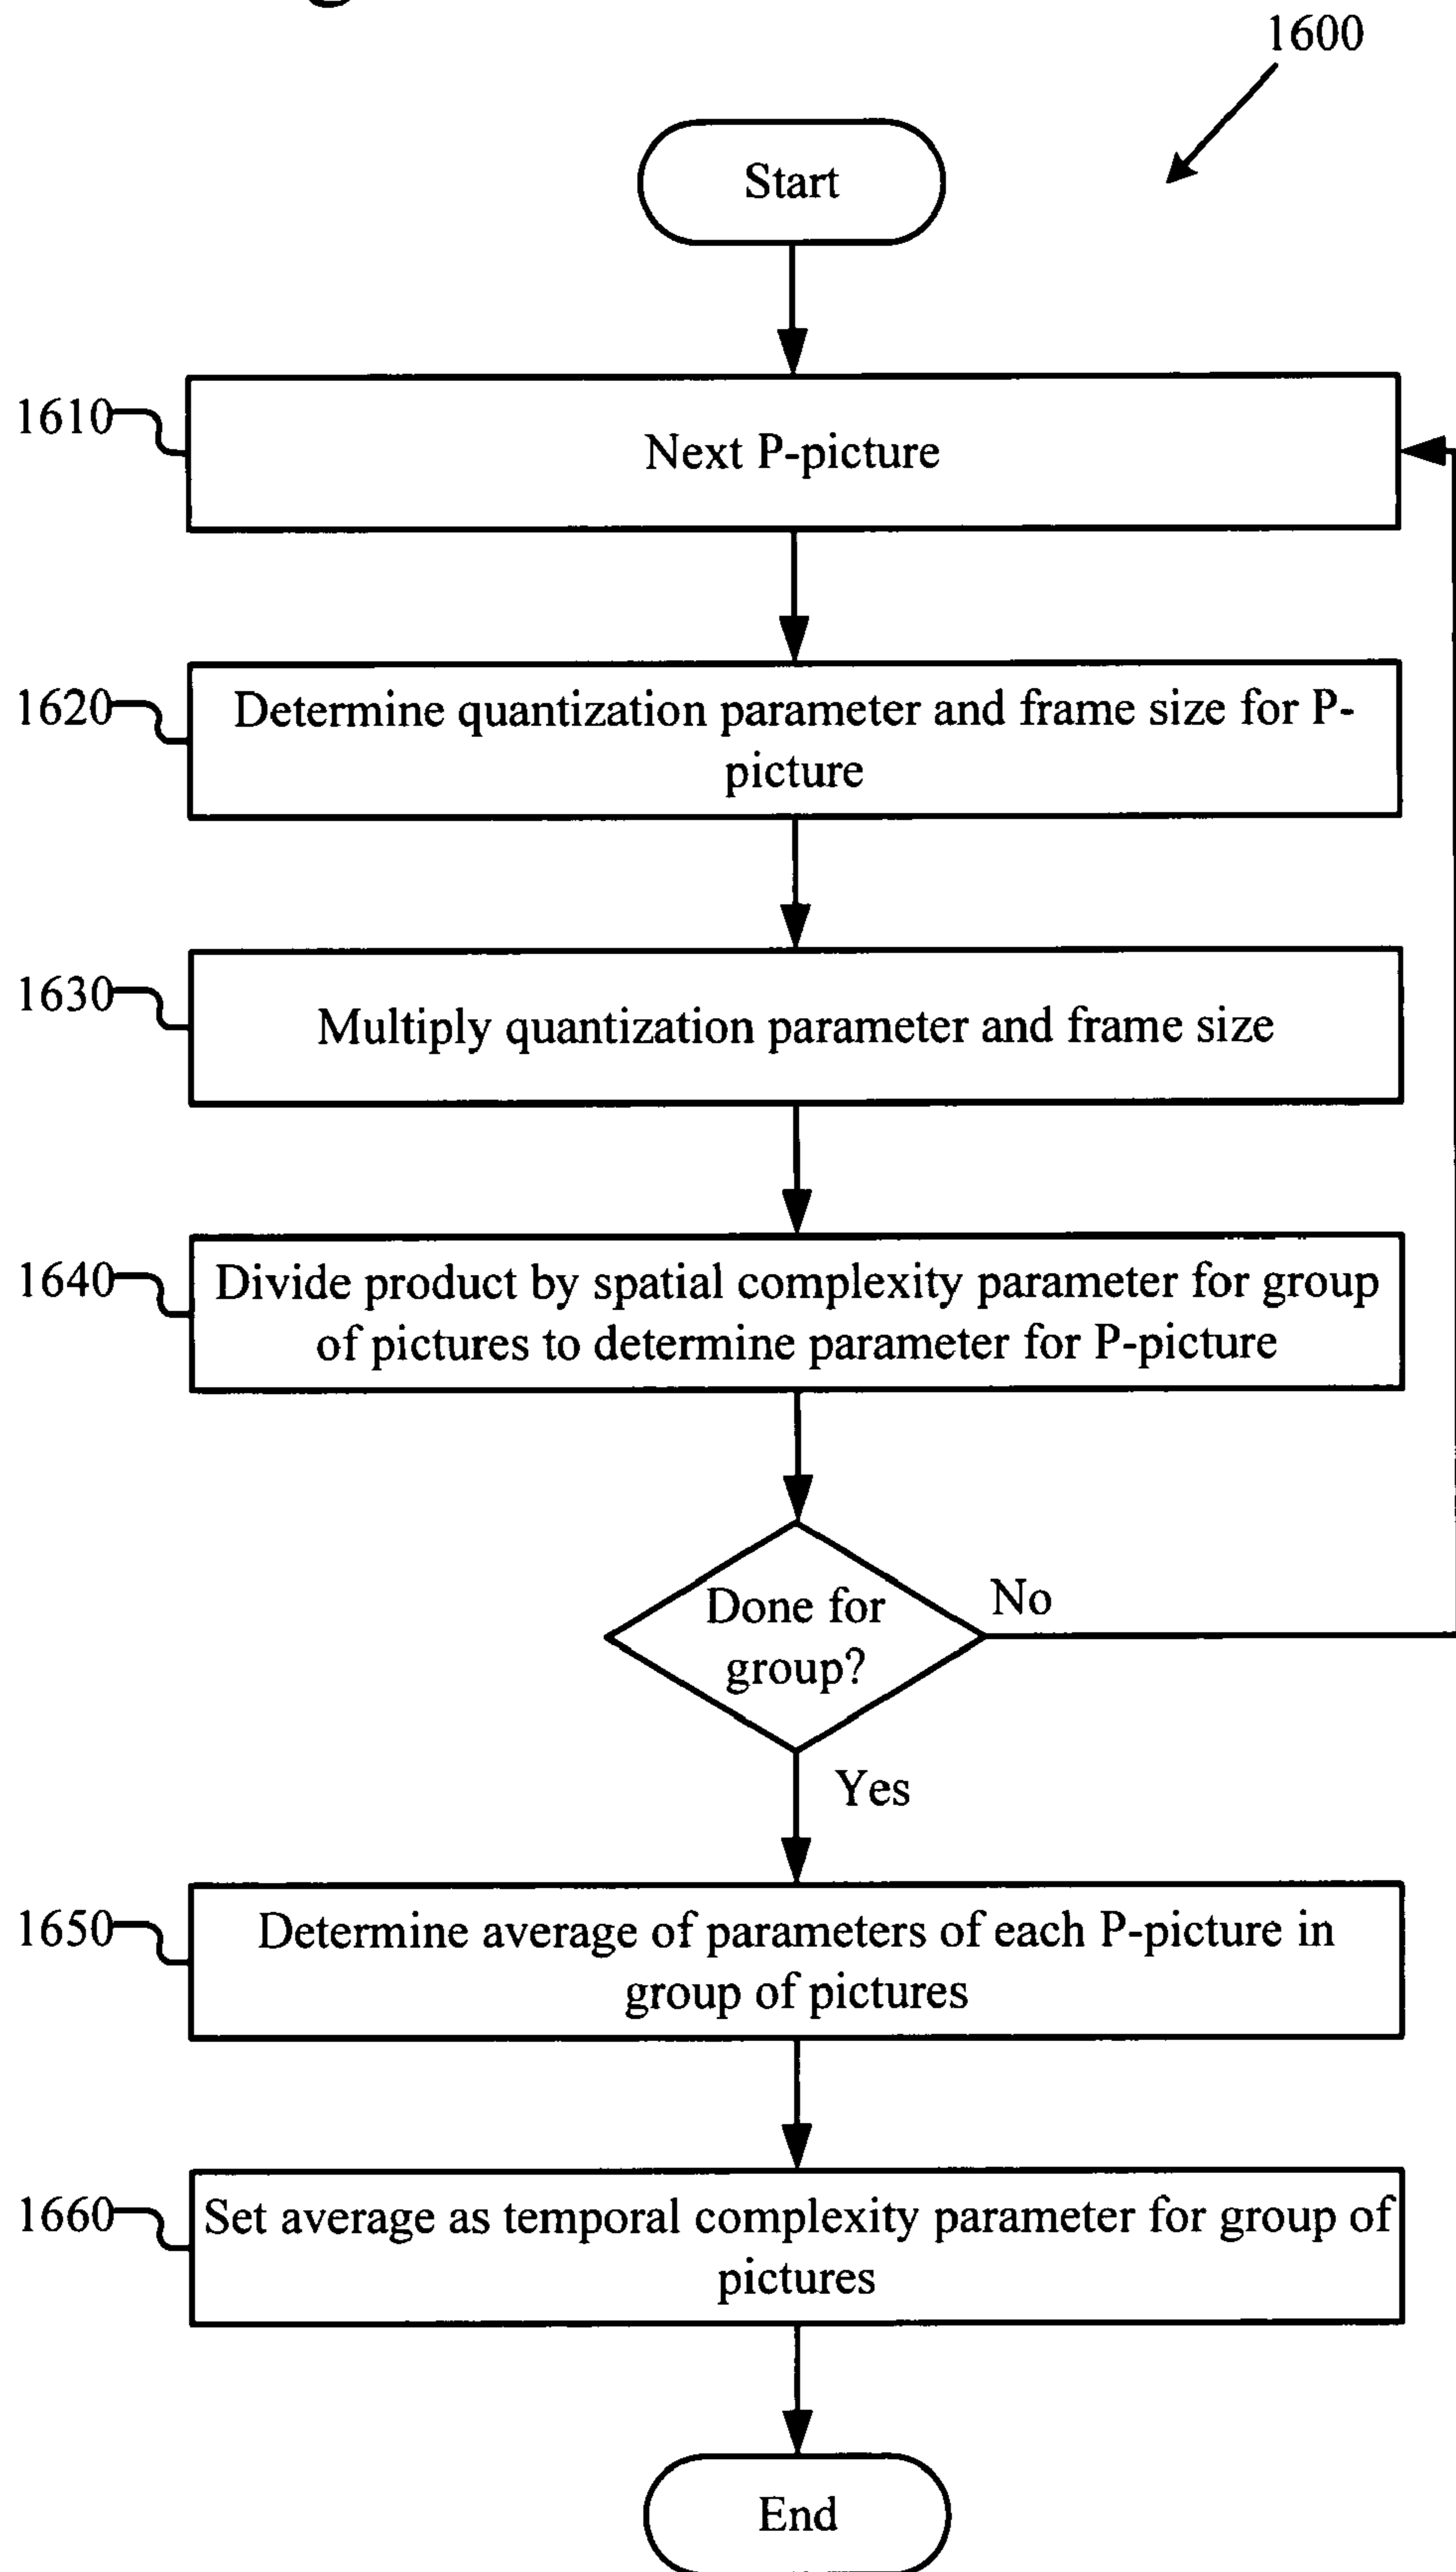 1600
Start
1610
Next P-picture
1620
Determine quantization parameter and frame size for P-
picture
1630
Multiply quantization parameter and frame size
1640
Divide product by spatial complexity parameter for group
of pictures to determine parameter for P-picture
Done for
group?
No
Yes
1650
Determine average of parameters of each P-picture in
group of pictures
1660
Set average as temporal complexity parameter for group of
pictures
End